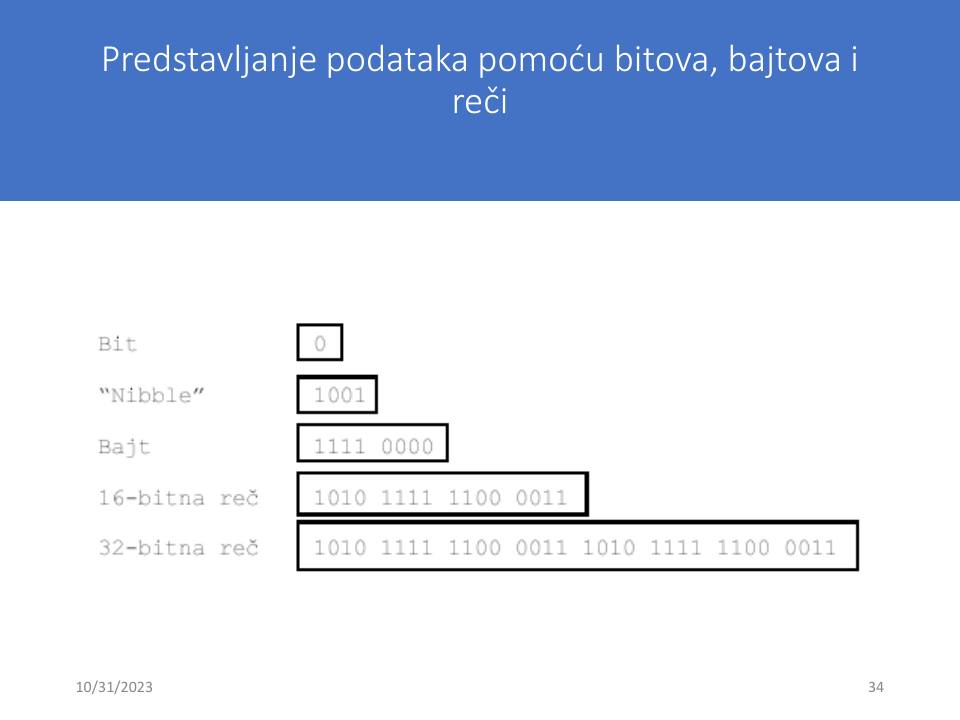 Predstavljanje podataka pomoću bitova, bajtova i
reči
Bit 0
“Nibble” 1001
Bajt 1111 0000
16-bitna reč 1010 1111 1100 0011
32-bitna reč 1010 1111 1100 0011 1010 1111 1100 0011
10/31/2023 34